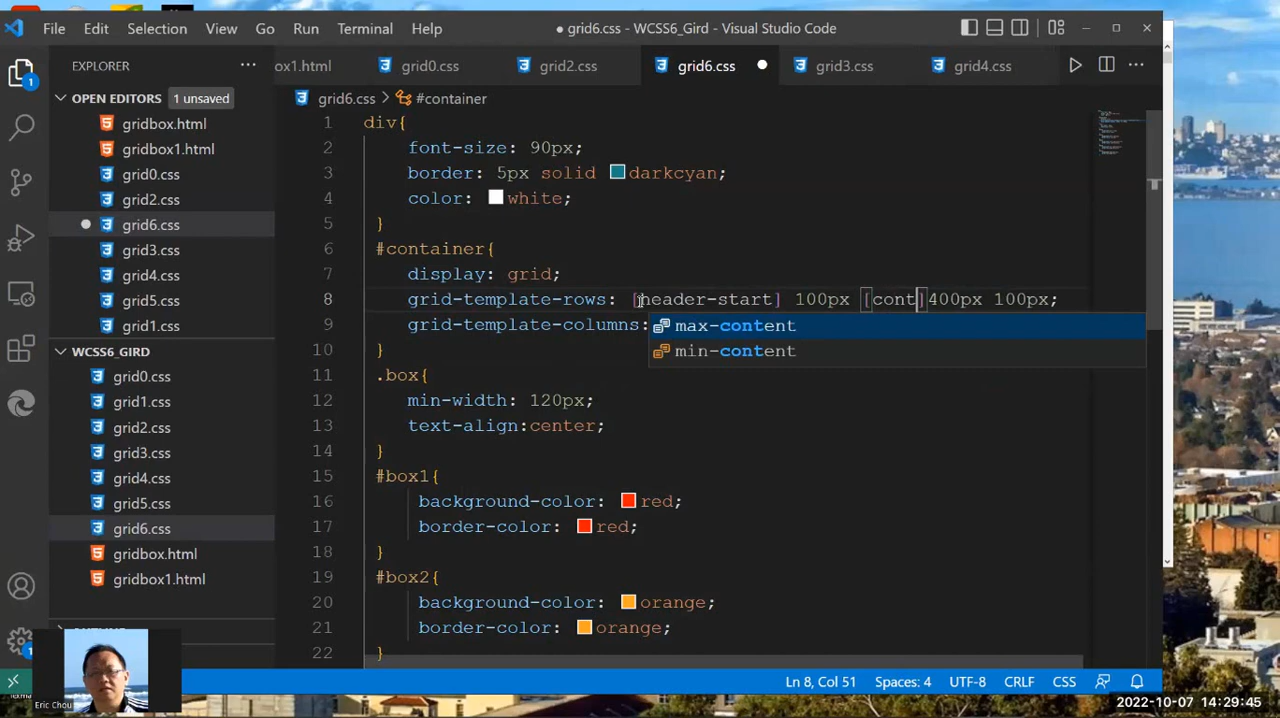 File Edit Selection View Go Run Terminal Help
● grid6.css - WCSS6_Gird - Visual Studio Code
EXPLORER
ox1.html grid0.css grid2.css grid6.css grid3.css grid4.css
OPEN EDITORS 1 unsaved
gridbox.html
gridbox1.html
grid0.css
grid2.css
grid6.css
grid3.css
grid4.css
grid5.css
grid1.css
WCSS6_GIRD
grid0.css
grid1.css
grid2.css
grid3.css
grid4.css
grid5.css
grid6.css
gridbox.html
gridbox1.html
1
1
grid6.css > #container
1 div{
2 font-size: 90px;
3 border: 5px solid darkcyan;
4 color: white;
5 }
6 #container{
7 display: grid;
8 grid-template-rows: [header-start] 100px [cont]400px 100px;
9 grid-template-columns:
max-content
min-content
10 }
11 .box{
12 min-width: 120px;
13 text-align:center;
14 }
15 #box1{
16 background-color: red;
17 border-color: red;
18 }
19 #box2{
20 background-color: orange;
21 border-color: orange;
22 }
Ln 8, Col 51 Spaces: 4 UTF-8 CRLF CSS
Eric Chou
2022-10-07 14:29:45